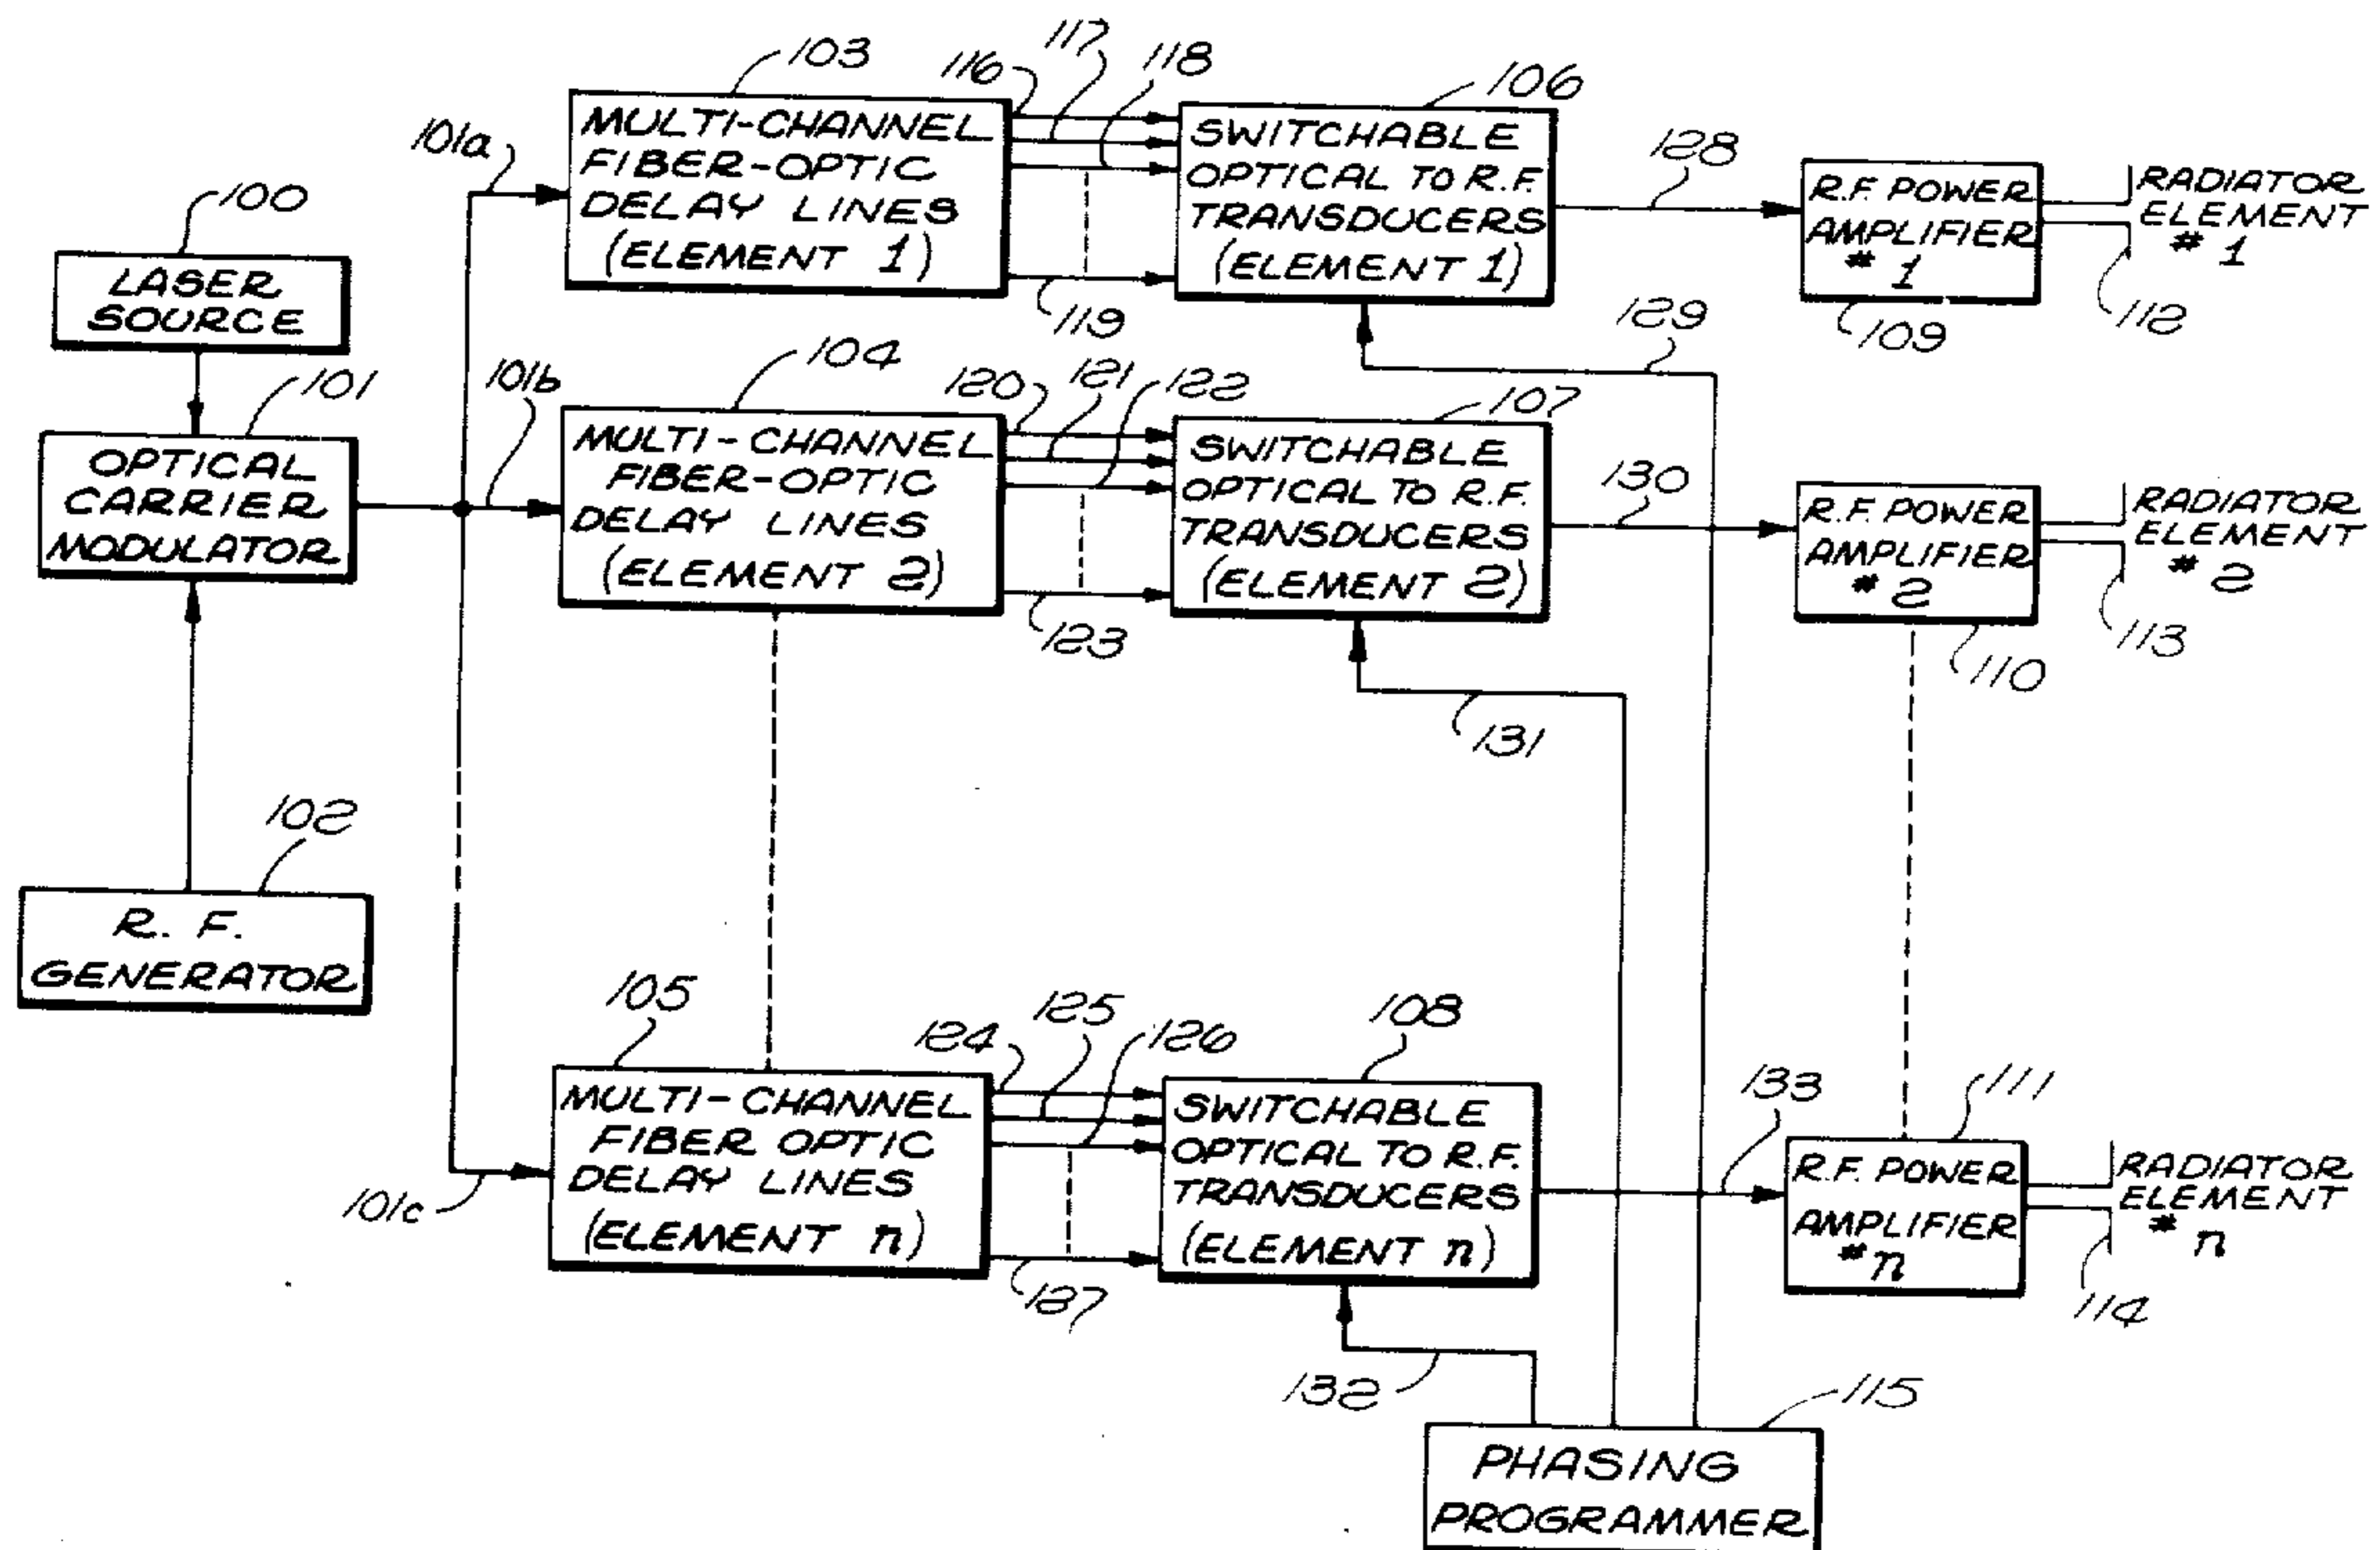 103
116
117
118
106
101a
MULTI-CHANNEL
FIBER-OPTIC
DELAY LINES
(ELEMENT 1)
SWITCHABLE
OPTICAL TO R.F.
TRANSDUCERS
(ELEMENT 1)
128
R.F. POWER
AMPLIFIER
# 1
RADIATOR
ELEMENT
# 1
100
LASER
SOURCE
119
129
109
112
101
101b
104
120
121
122
107
OPTICAL
CARRIER
MODULATOR
MULTI-CHANNEL
FIBER-OPTIC
DELAY LINES
(ELEMENT 2)
SWITCHABLE
OPTICAL TO R.F.
TRANSDUCERS
(ELEMENT 2)
130
R.F. POWER
AMPLIFIER
# 2
RADIATOR
ELEMENT
# 2
123
131
110
113
102
R. F.
GENERATOR
105
124
125
126
108
101c
MULTI-CHANNEL
FIBER OPTIC
DELAY LINES
(ELEMENT n)
SWITCHABLE
OPTICAL TO R.F.
TRANSDUCERS
(ELEMENT n)
133
111
R.F. POWER
AMPLIFIER
# n
RADIATOR
ELEMENT
# n
127
114
132
115
PHASING
PROGRAMMER